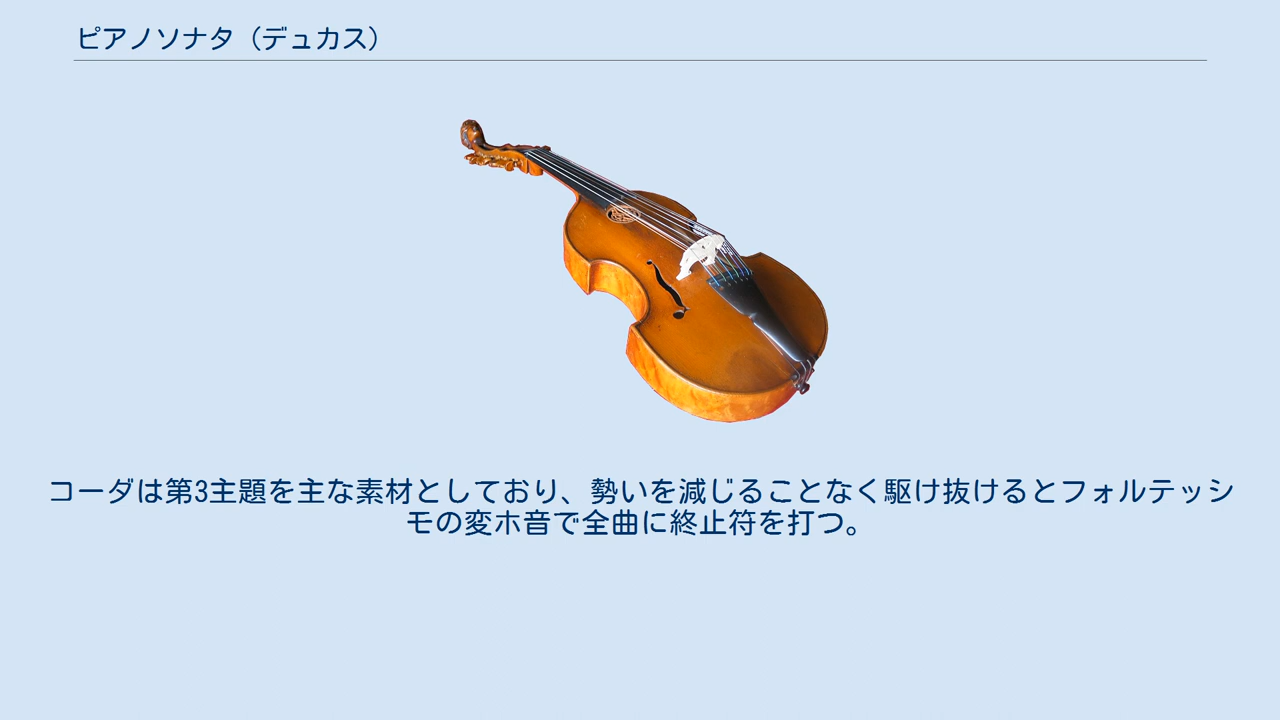 ピアノソナタ（デュカス）
コーダは第3主題を主な素材としており、勢いを減じることなく駆け抜けるとフォルテッシ
モの変ホ音で全曲に終止符を打つ。